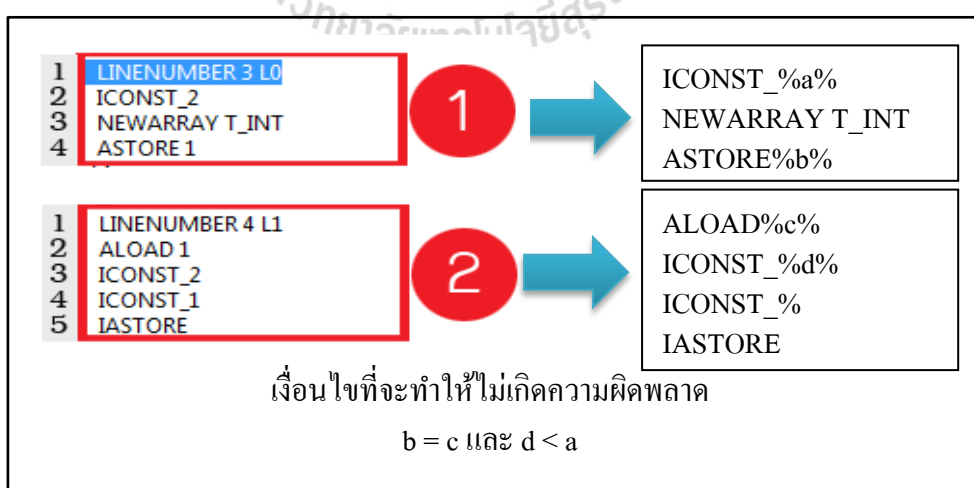 1 LINENUMBER 3 L0
2 ICONST_2
3 NEWARRAY T_INT
4 ASTORE 1
1
ICONST_%a%
NEWARRAY T_INT
ASTORE%b%
1 LINENUMBER 4 L1
2 ALOAD 1
3 ICONST_2
4 ICONST_1
5 IASTORE
2
ALOAD%c%
ICONST_%d%
ICONST_%
IASTORE
เงื่อนไขที่จะทำให้ไม่เกิดความผิดพลาด
b = c และ d < a